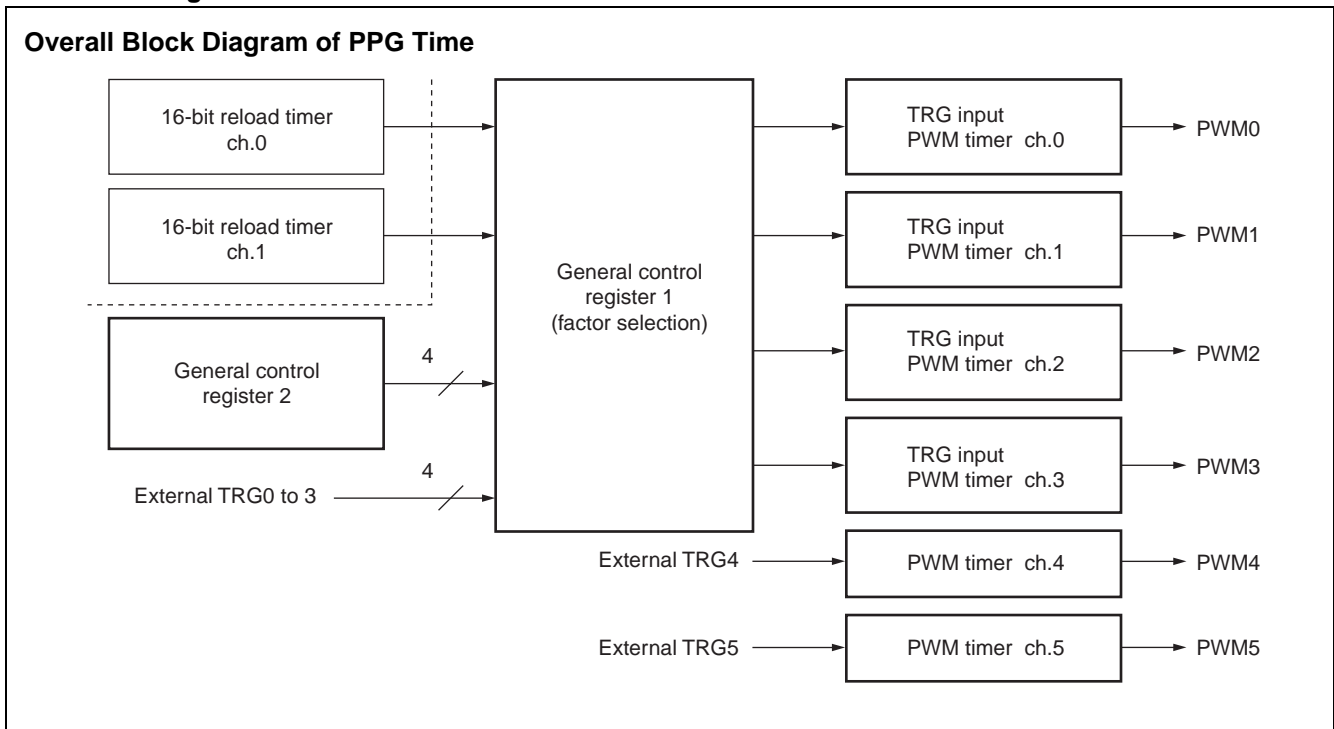 Overall Block Diagram of PPG Time
16-bit reload timer
ch.0
16-bit reload timer
ch.1
General control
register 2
4
External TRG0 to 3
4
General control
register 1
(factor selection)
TRG input
PWM timer ch.0
PWM0
TRG input
PWM timer ch.1
PWM1
TRG input
PWM timer ch.2
PWM2
TRG input
PWM timer ch.3
PWM3
External TRG4
PWM timer ch.4
PWM4
External TRG5
PWM timer ch.5
PWM5